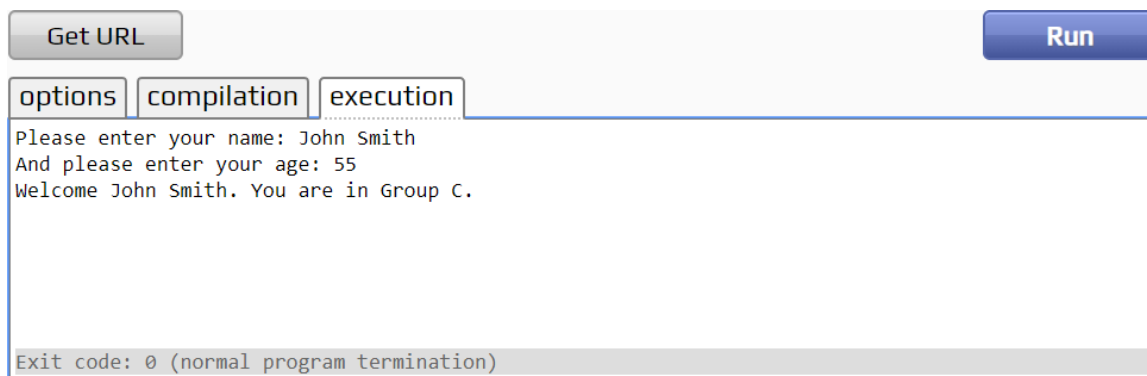 Get URL
Run
options compilation execution
Please enter your name: John Smith
And please enter your age: 55
Welcome John Smith. You are in Group C.
Exit code: 0 (normal program termination)